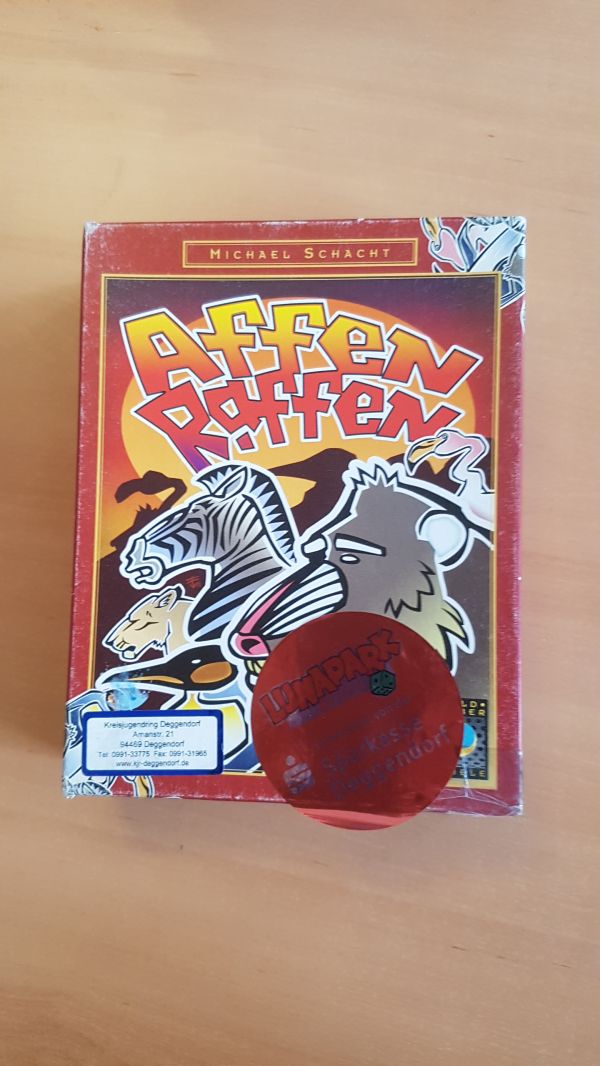 MICHAEL SCHACHT
Affen
Raffen
LUNAPARK
Sparkasse
Deggendorf
Kreisjugendring Deggendorf
Amanstr. 21
94469 Deggendorf
Tel: 0991-33775 Fax: 0991-31965
www.kjr-deggendorf.de